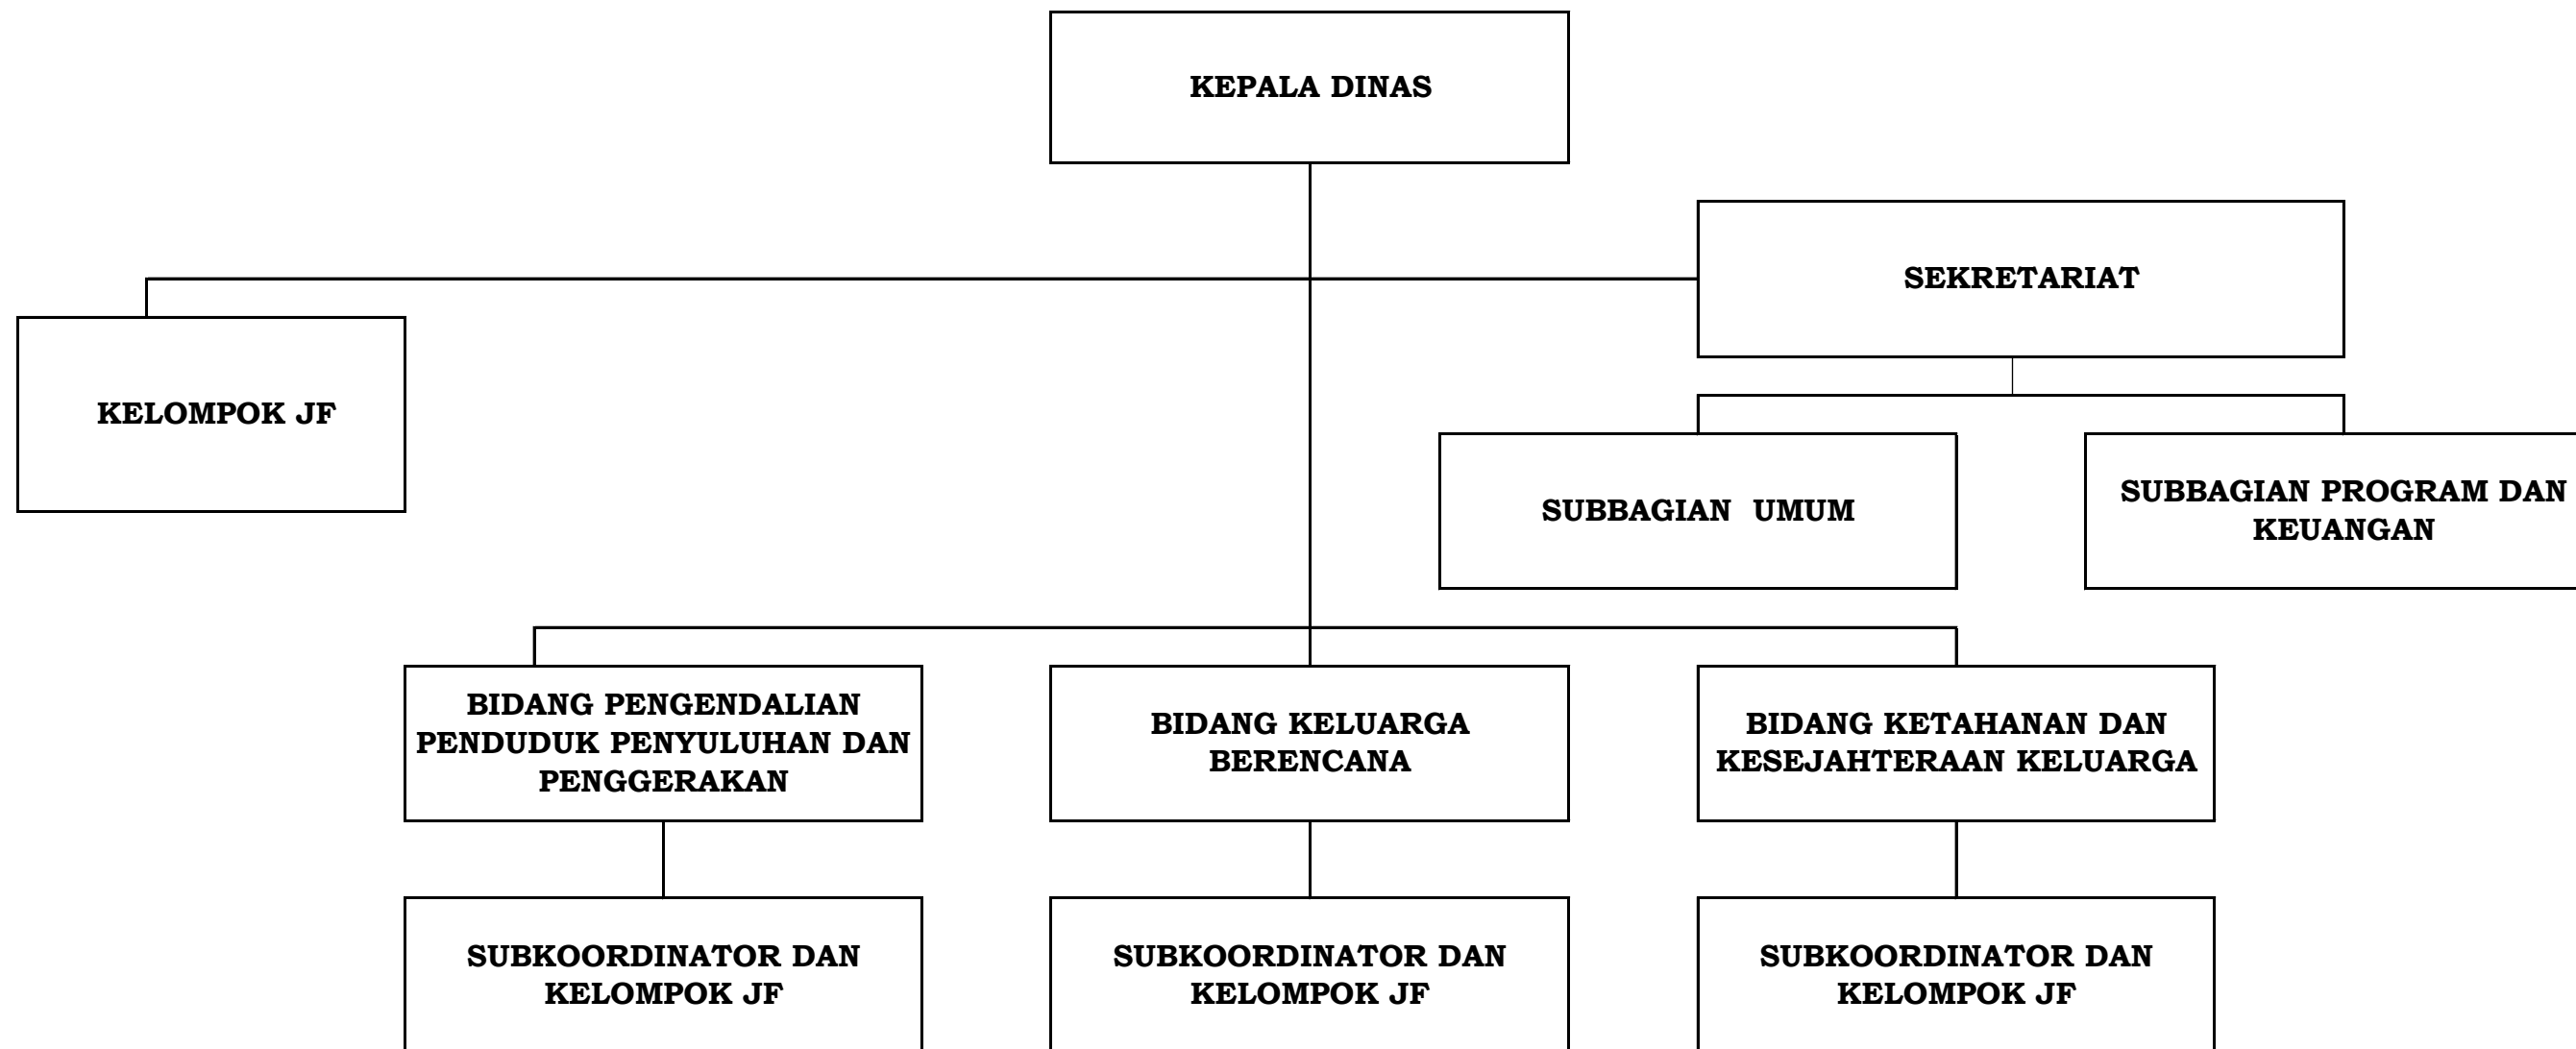 KEPALA DINAS
SEKRETARIAT
KELOMPOK JF
SUBBAGIAN  UMUM
SUBBAGIAN PROGRAM DAN
KEUANGAN
BIDANG PENGENDALIAN
PENDUDUK PENYULUHAN DAN
PENGGERAKAN
BIDANG KELUARGA
BERENCANA
BIDANG KETAHANAN DAN
KESEJAHTERAAN KELUARGA
SUBKOORDINATOR DAN
KELOMPOK JF
SUBKOORDINATOR DAN
KELOMPOK JF
SUBKOORDINATOR DAN
KELOMPOK JF